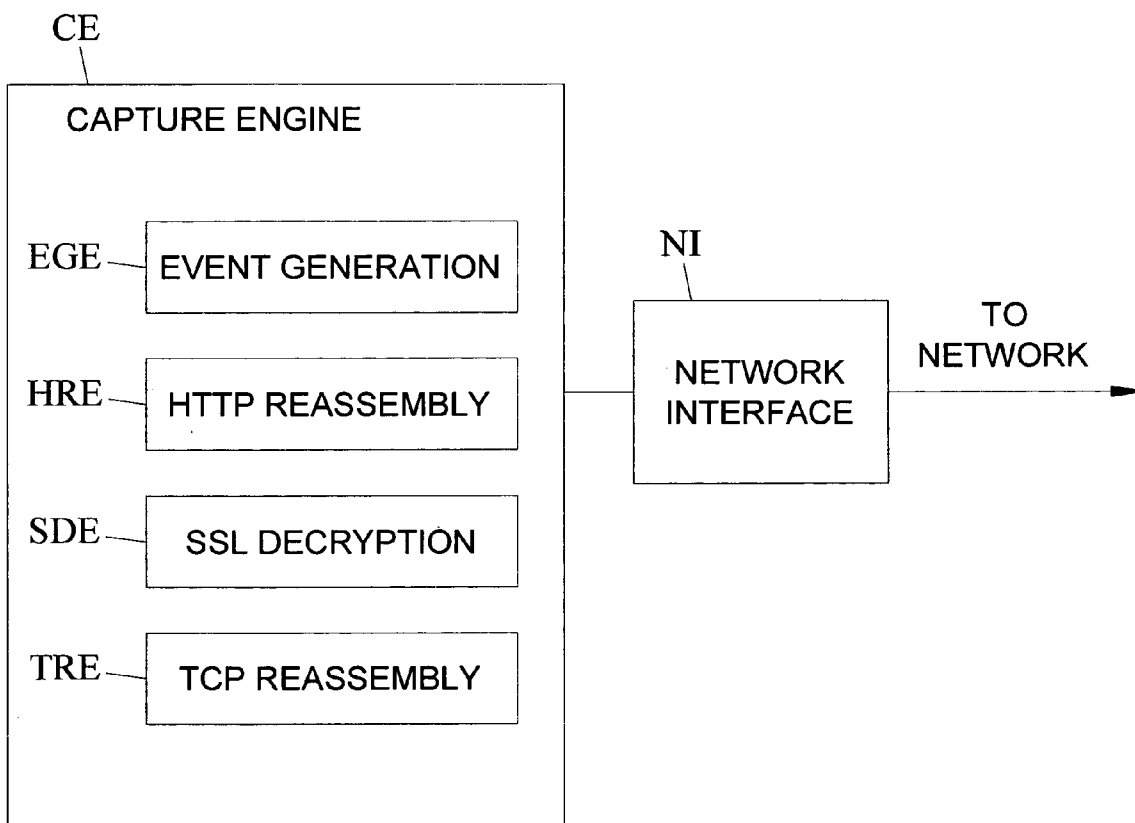 CE
CAPTURE ENGINE
EGE
EVENT GENERATION
HRE
HTTP REASSEMBLY
SDE
SSL DECRYPTION
TRE
TCP REASSEMBLY
NI
NETWORK
INTERFACE
TO
NETWORK